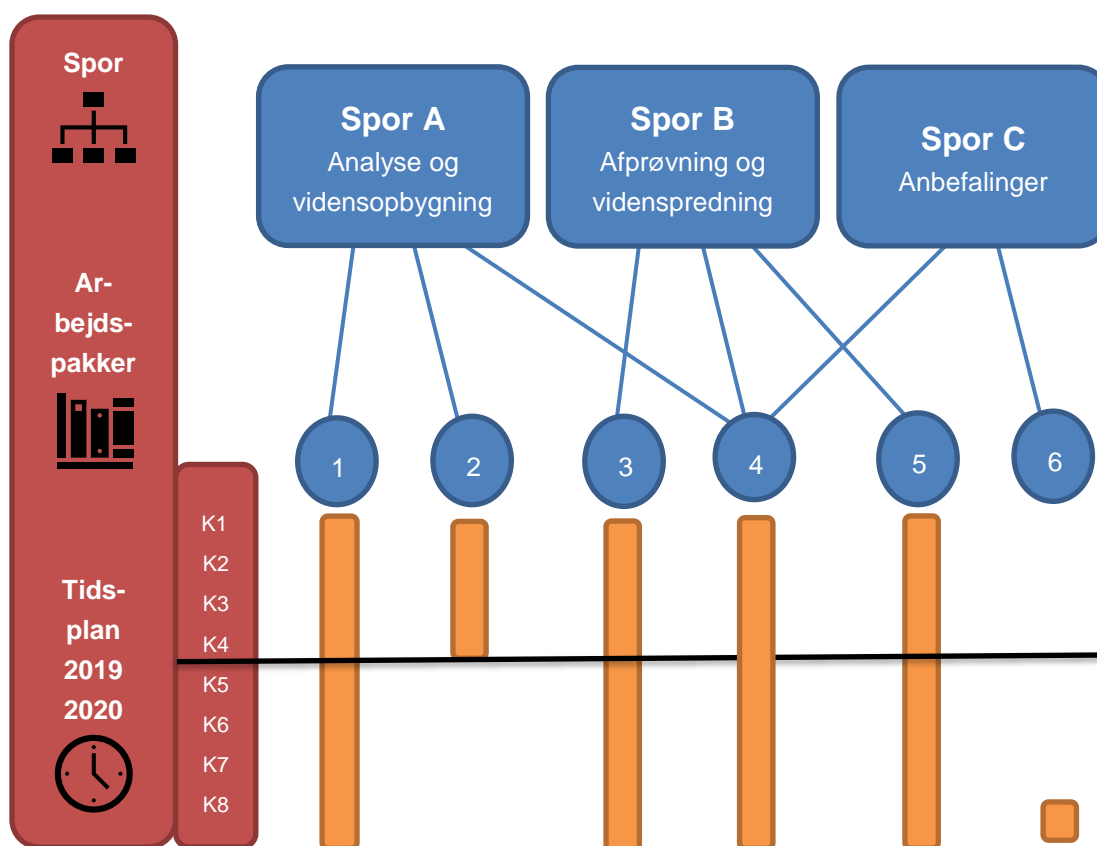 Spor
Spor A
Analyse og
vidensopbygning
Spor B
Afprøvning og
videnspredning
Spor C
Anbefalinger
Ar-
bejds-
pakker
1
2
3
4
5
6
Tids-
plan
2019
2020
K1
K2
K3
K4
K5
K6
K7
K8